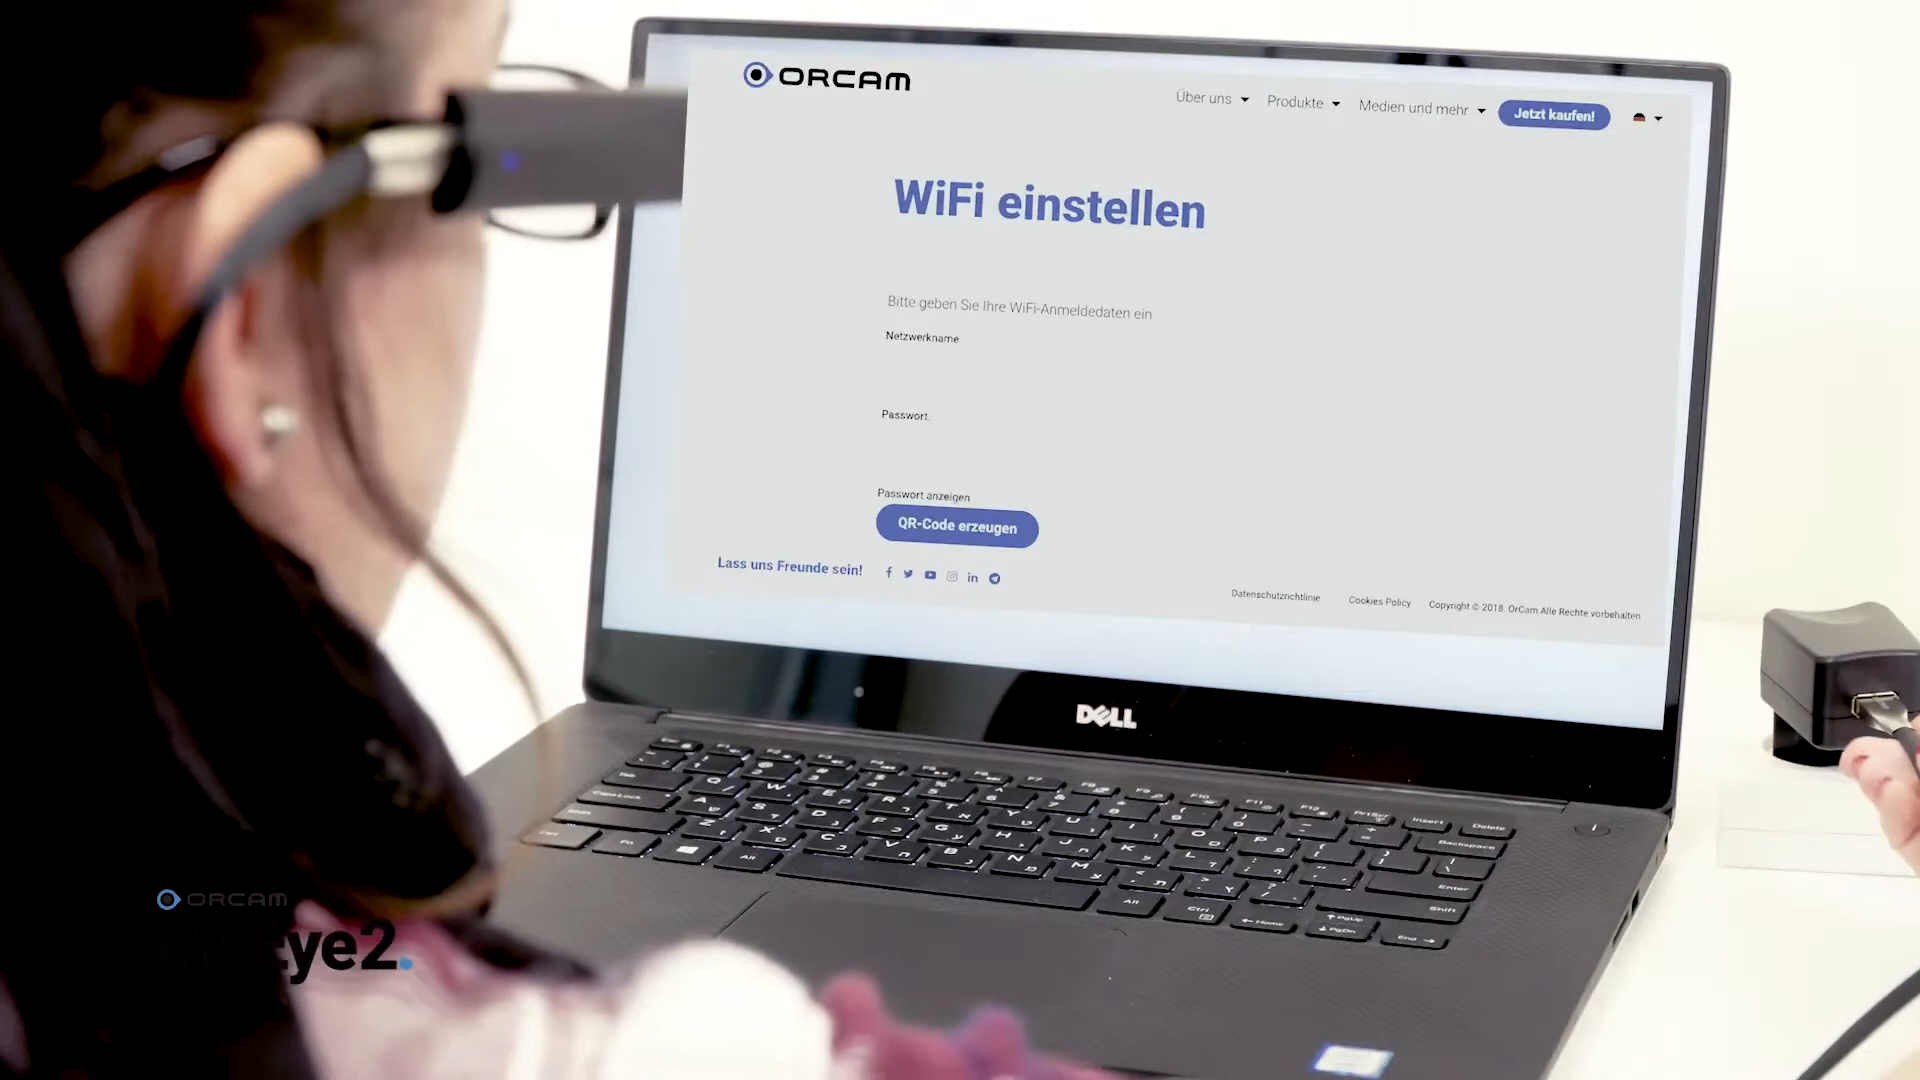 ORCAM
Über uns Produkte Medien und mehr Jetzt kaufen!
WiFi einstellen
Bitte geben Sie Ihre WiFi-Anmeldedaten ein
Netzwerkname
Passwort
Passwort anzeigen
QR-Code erzeugen
Lass uns Freunde sein!
Datenschutzrichtlinie Cookies Policy Copyright © 2018. OrCam Alle Rechte vorbehalten
DELL
ORCAM
MyEye2.